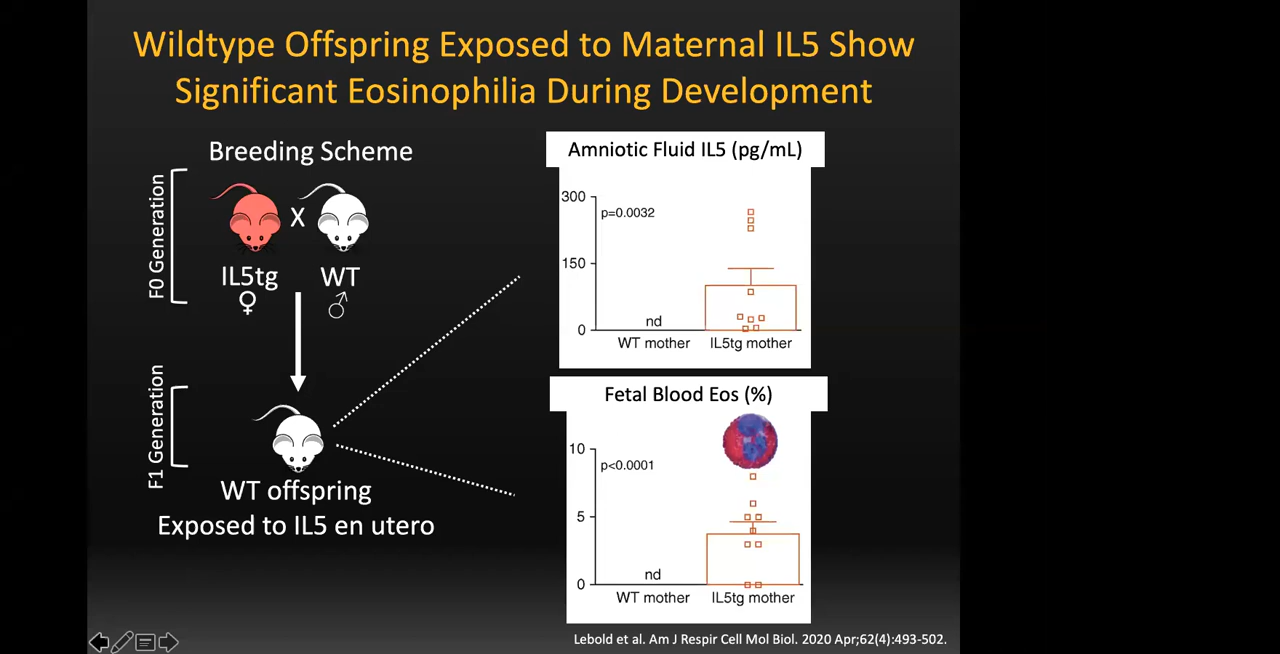 Wildtype Offspring Exposed to Maternal IL5 Show
Significant Eosinophilia During Development
Breeding Scheme
F0 Generation
X
IL5tg
WT
♀
♂
F1 Generation
WT offspring
Exposed to IL5 en utero
Amniotic Fluid IL5 (pg/mL)
300
p=0.0032
150
nd
0
WT mother
IL5tg mother
Fetal Blood Eos (%)
10
p<0.0001
5
nd
0
WT mother
IL5tg mother
Lebold et al. Am J Respir Cell Mol Biol. 2020 Apr;62(4):493-502.